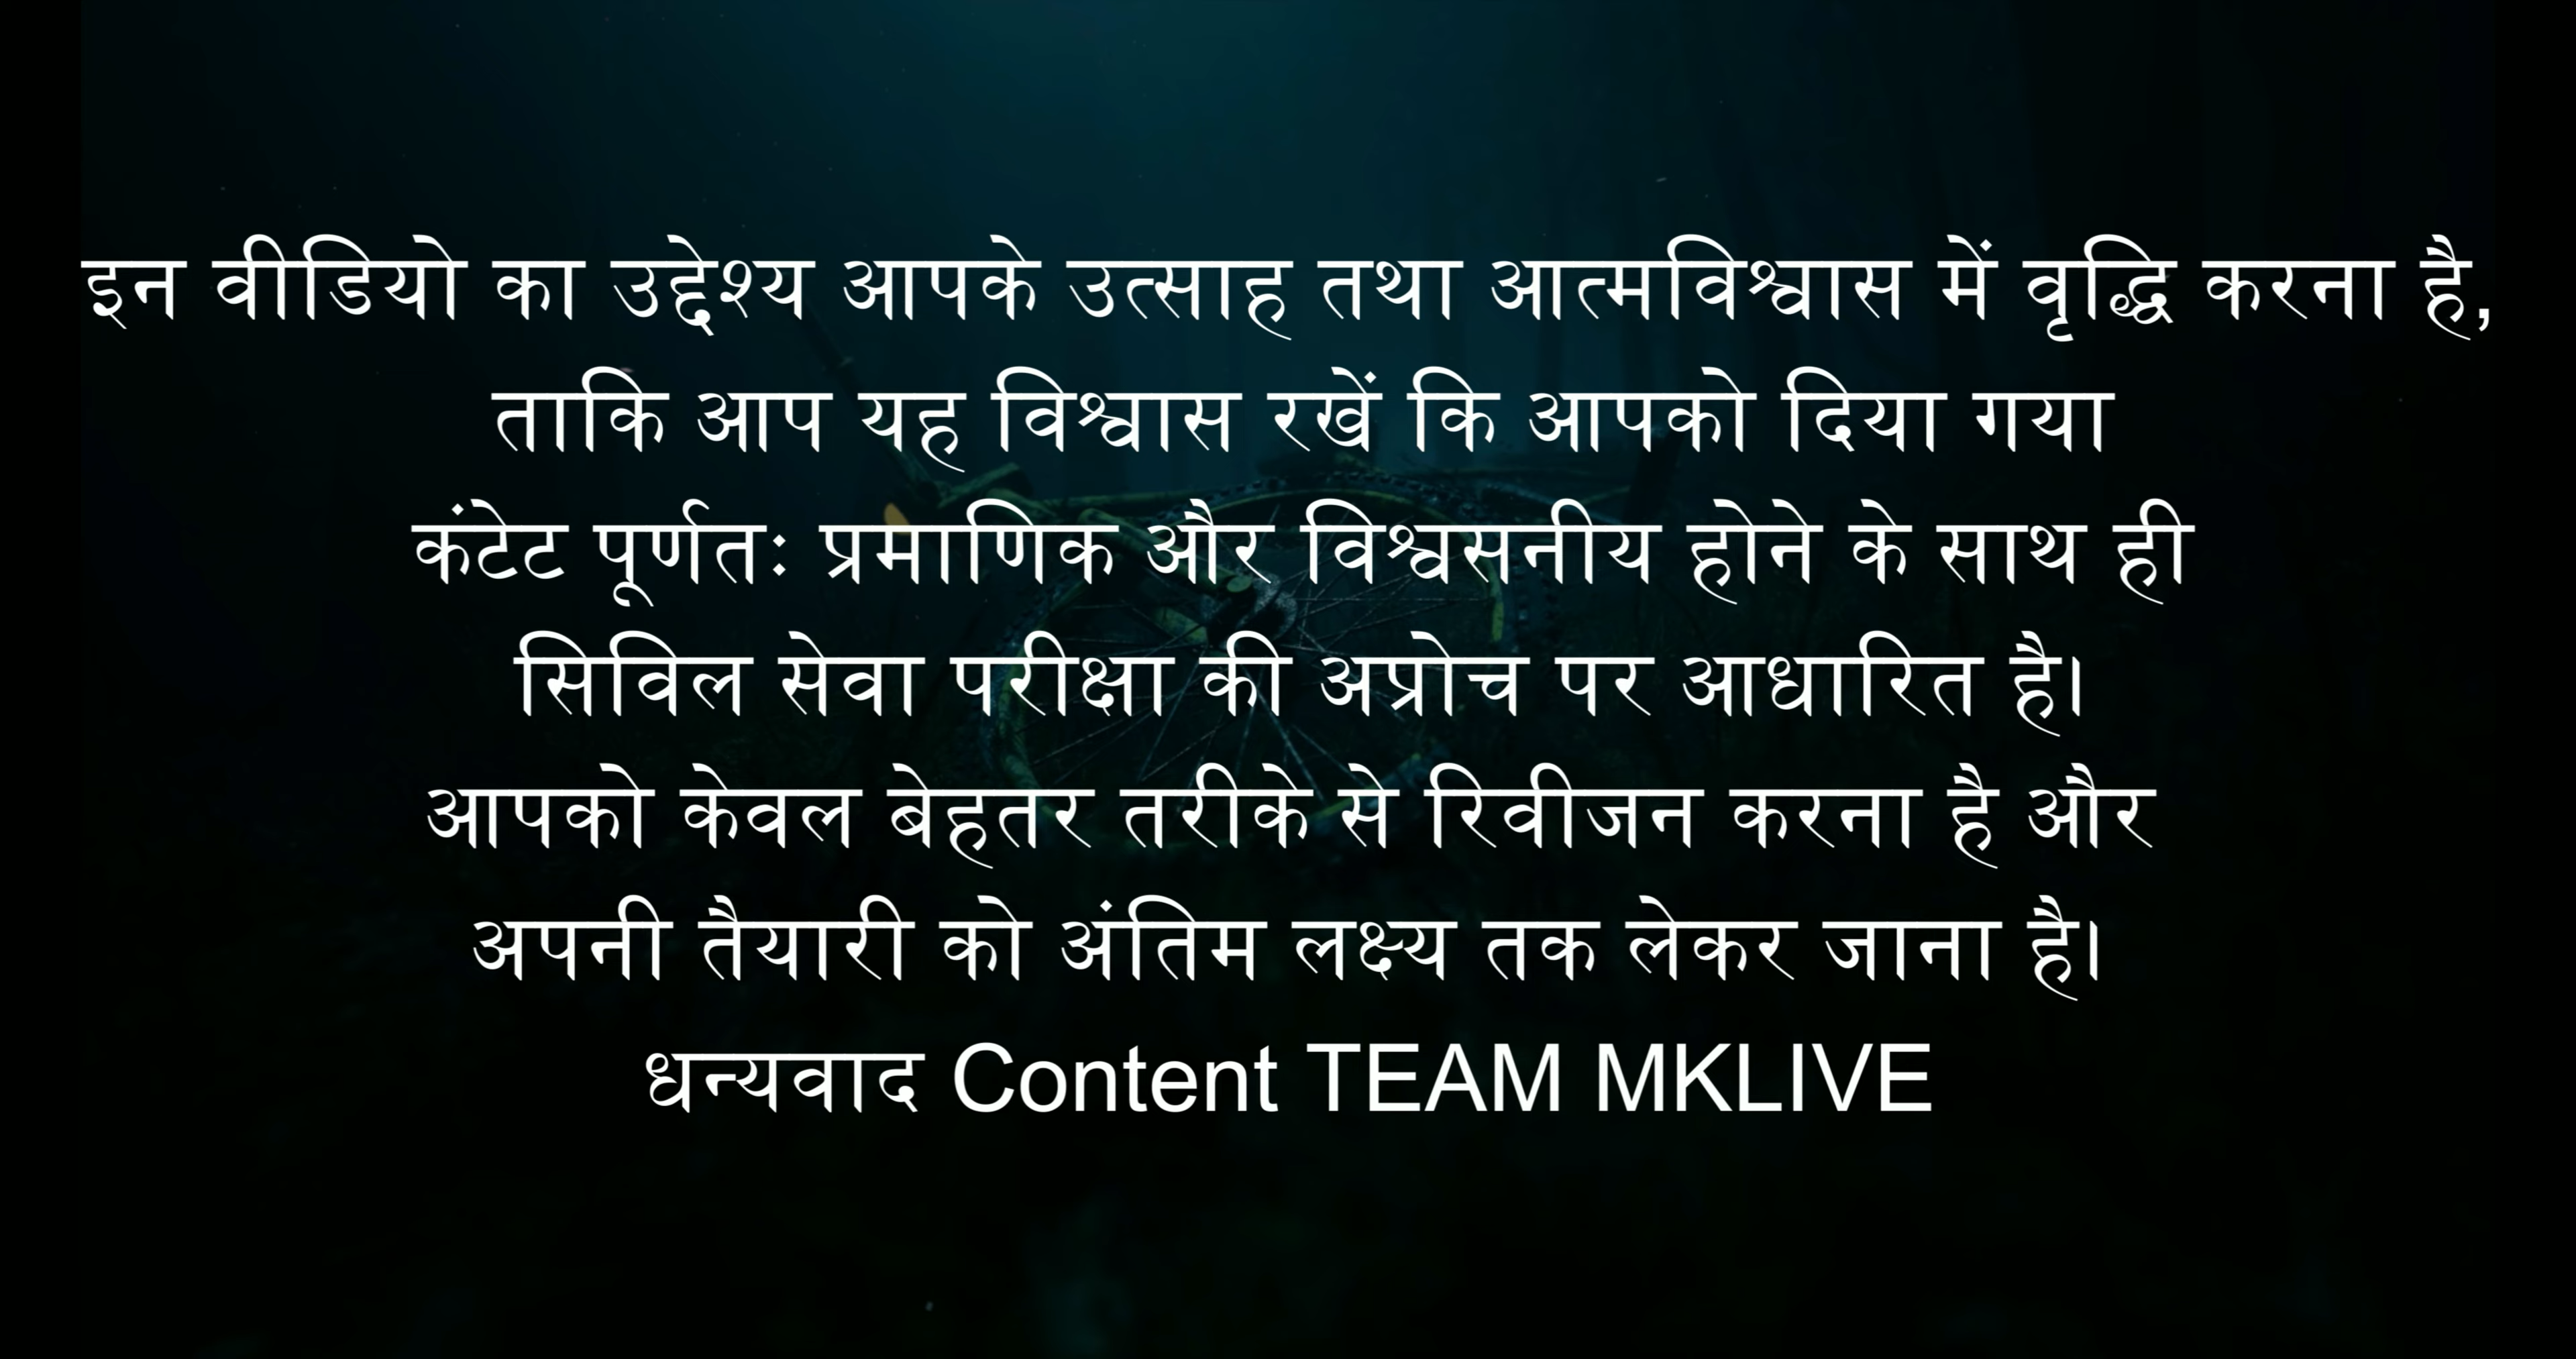 इन वीडियो का उद्देश्य आपके उत्साह तथा आत्मविश्वास में वृद्धि करना है,
ताकि आप यह विश्वास रखें कि आपको दिया गया
कंटेट पूर्णतः प्रमाणिक और विश्वसनीय होने के साथ ही
सिविल सेवा परीक्षा की अप्रोच पर आधारित है।
आपको केवल बेहतर तरीके से रिवीजन करना है और
अपनी तैयारी को अंतिम लक्ष्य तक लेकर जाना है।
धन्यवाद Content TEAM MKLIVE